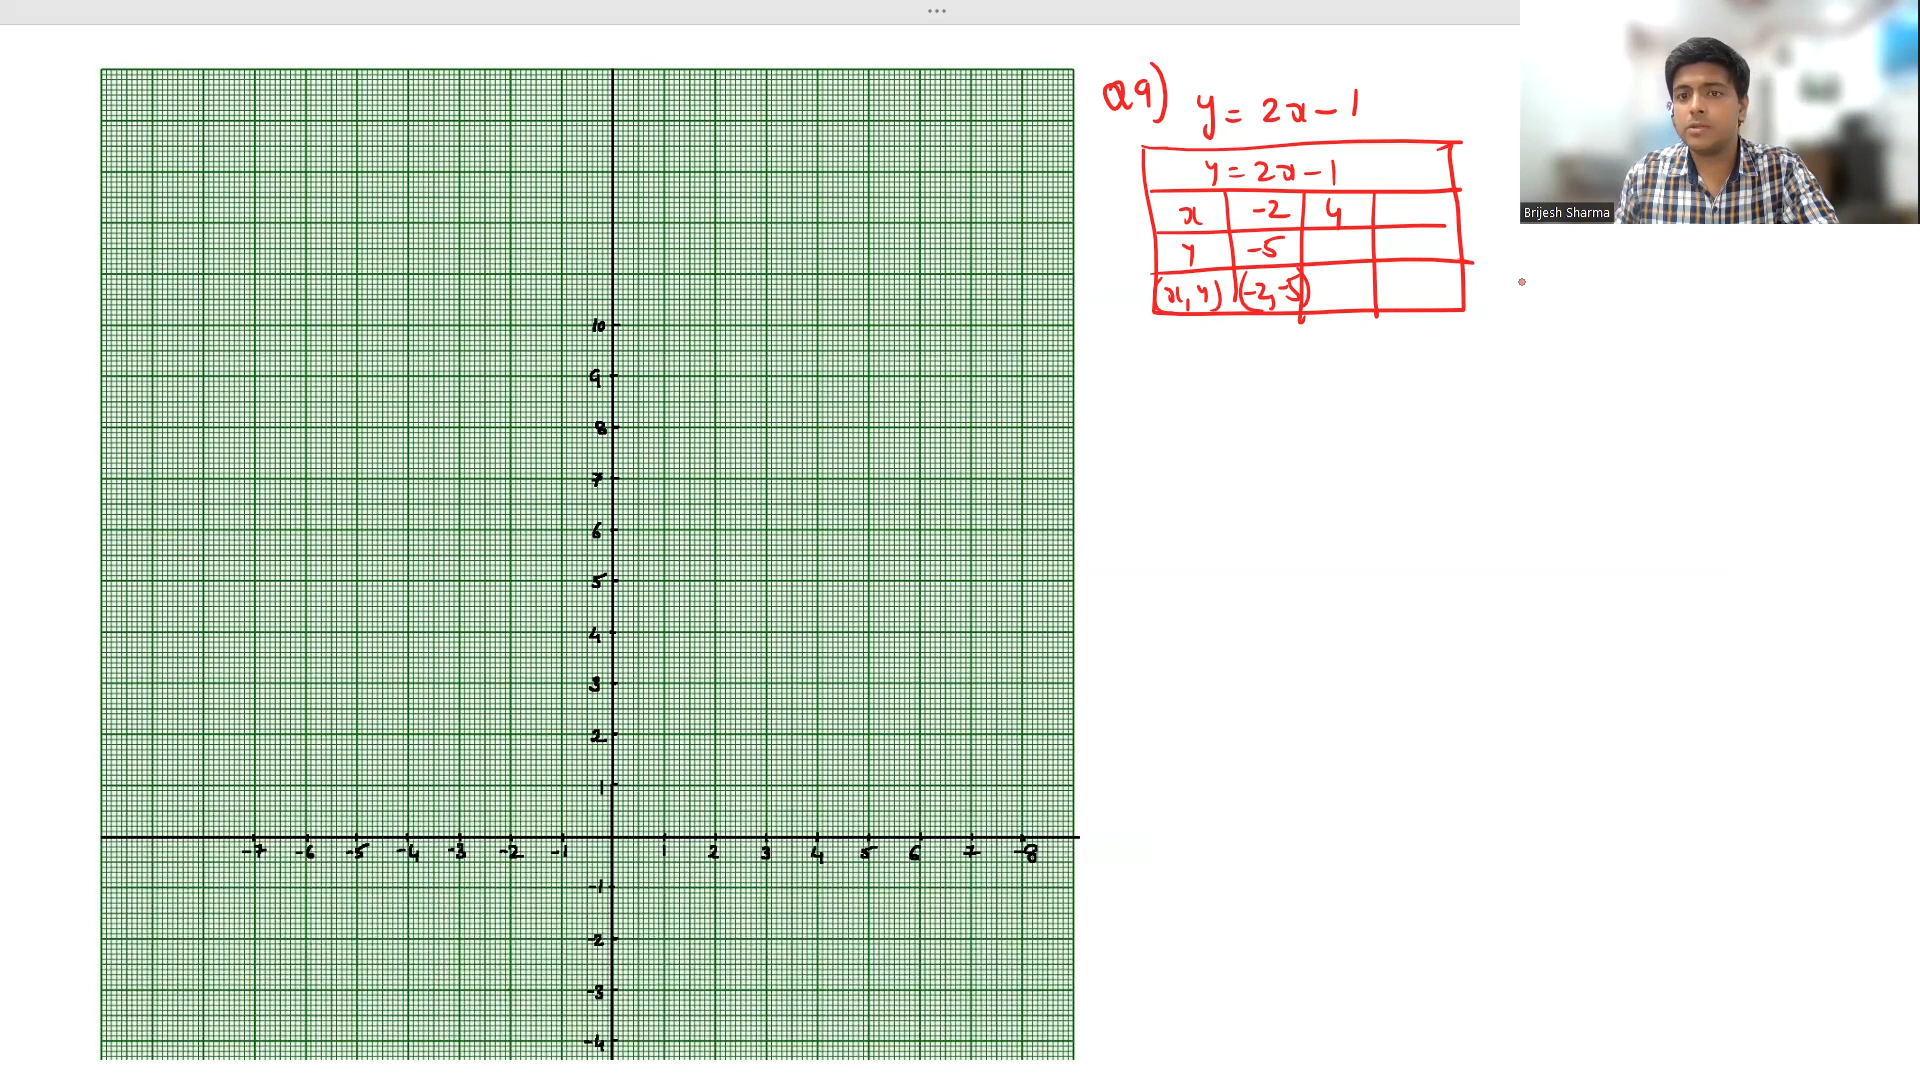 Q9) y = 2x - 1
y = 2x - 1
x -2 4
y -5
(x, y) (-2, -5)
Brijesh Sharma
10
9
8
7
6
5
4
3
2
1
-7 -6 -5 -4 -3 -2 -1 1 2 3 4 5 6 7 -8
-1
-2
-3
-4